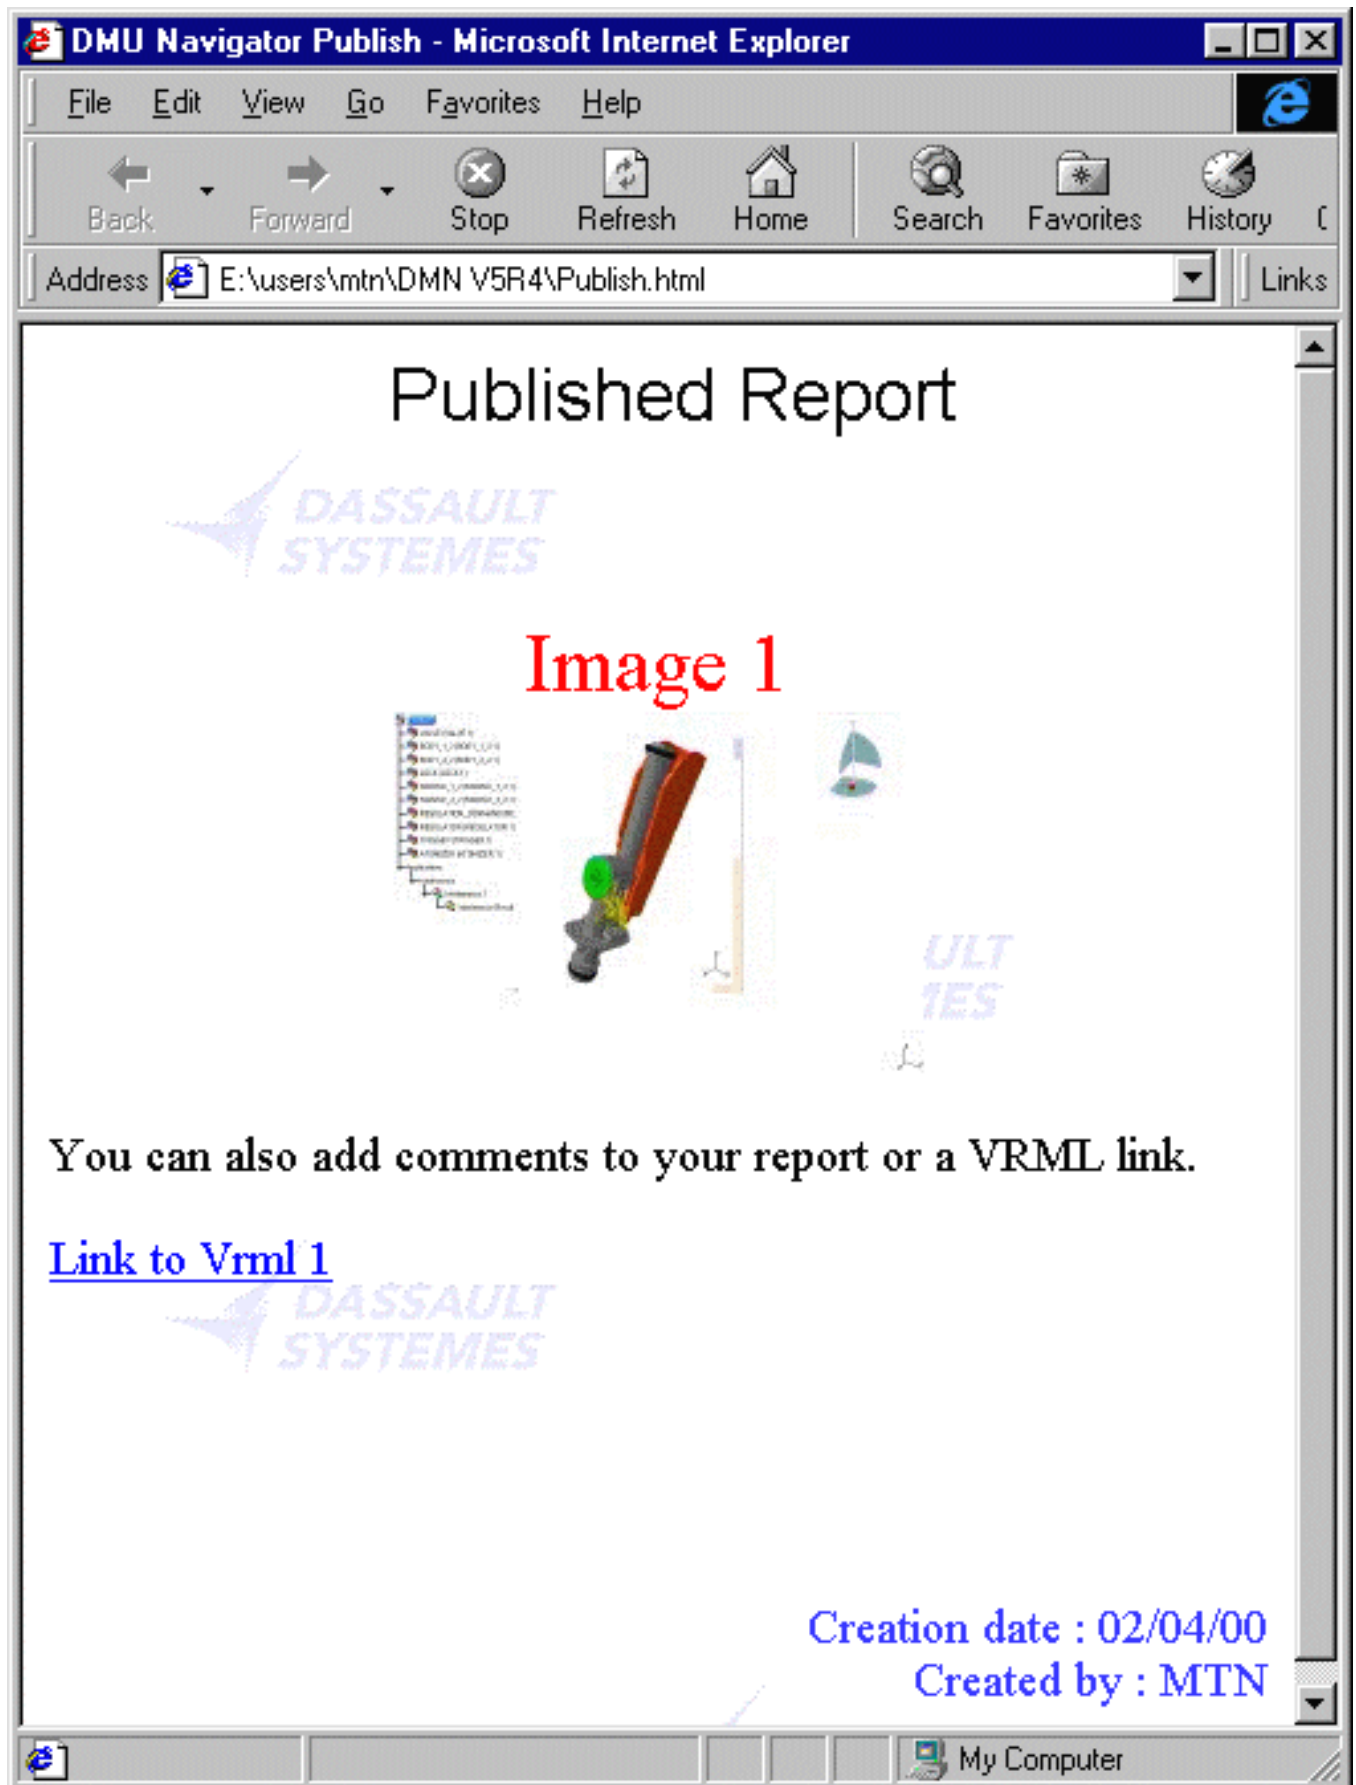 DMU Navigator Publish - Microsoft Internet Explorer
File Edit View Go Favorites Help
Back Forward Stop Refresh Home Search Favorites History
Address E:\users\mtn\DMN V5R4\Publish.html Links
Published Report
DASSAULT
SYSTEMES
Image 1
ULT
MES
You can also add comments to your report or a VRML link.
Link to Vrml 1
DASSAULT
SYSTEMES
Creation date : 02/04/00
Created by : MTN
My Computer